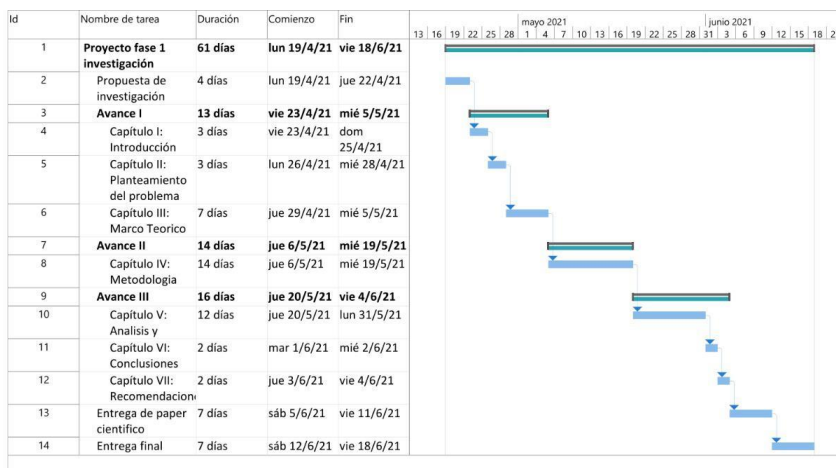 Id Nombre de tarea Duración Comienzo Fin
mayo 2021 junio 2021
13 16 19 22 25 28 1 4 7 10 13 16 19 22 25 28 31 3 6 9 12 15 18
1 Proyecto fase 1 61 días lun 19/4/21 vie 18/6/21
investigación
2 Propuesta de 4 días lun 19/4/21 jue 22/4/21
investigación
3 Avance I 13 días vie 23/4/21 mié 5/5/21
4 Capítulo I: 3 días vie 23/4/21 dom
Introducción 25/4/21
5 Capítulo II: 3 días lun 26/4/21 mié 28/4/21
Planteamiento
del problema
6 Capítulo III: 7 días jue 29/4/21 mié 5/5/21
Marco Teorico
7 Avance II 14 días jue 6/5/21 mié 19/5/21
8 Capítulo IV: 14 días jue 6/5/21 mié 19/5/21
Metodologia
9 Avance III 16 días jue 20/5/21 vie 4/6/21
10 Capítulo V: 12 días jue 20/5/21 lun 31/5/21
Analisis y
11 Capítulo VI: 2 días mar 1/6/21 mié 2/6/21
Conclusiones
12 Capítulo VII: 2 días jue 3/6/21 vie 4/6/21
Recomendacion
13 Entrega de paper 7 días sáb 5/6/21 vie 11/6/21
cientifico
14 Entrega final 7 días sáb 12/6/21 vie 18/6/21